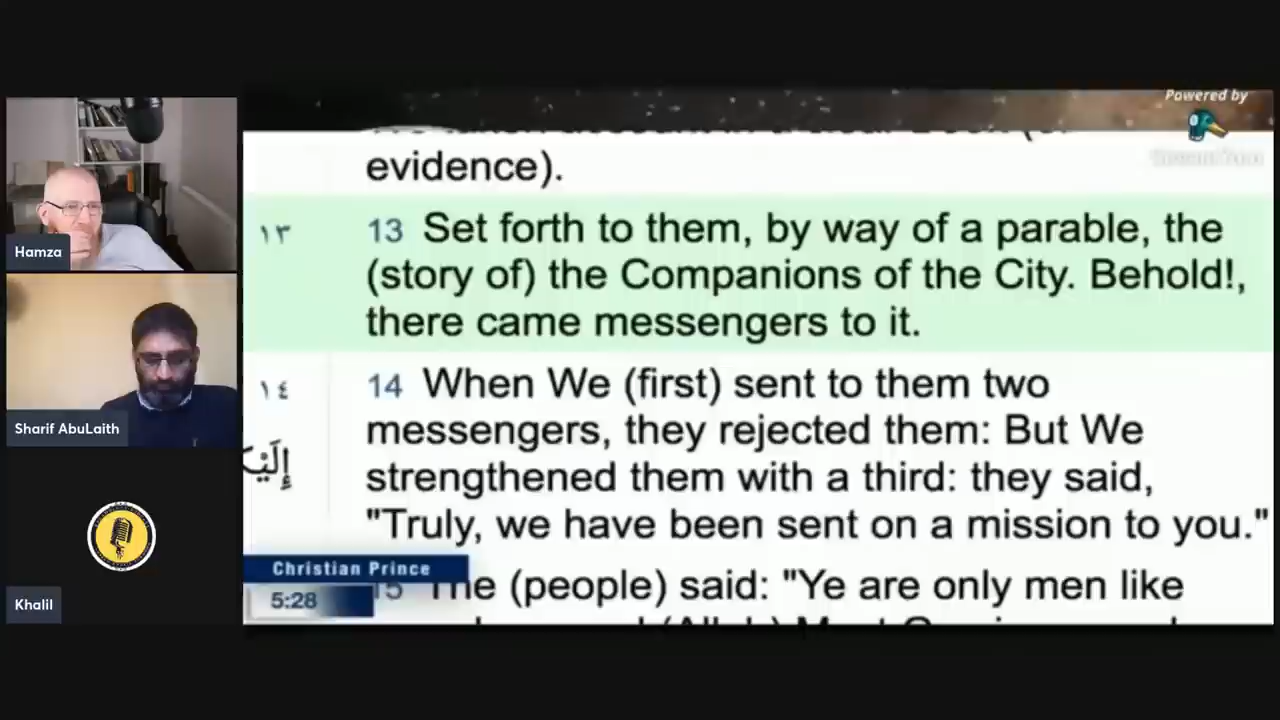 Powered by
evidence).
١٣
13 Set forth to them, by way of a parable, the
(story of) the Companions of the City. Behold!,
there came messengers to it.
١٤
14 When We (first) sent to them two
messengers, they rejected them: But We
strengthened them with a third: they said,
"Truly, we have been sent on a mission to you."
15 The (people) said: "Ye are only men like
Christian Prince
5:28
Hamza
Sharif AbuLaith
Khalil